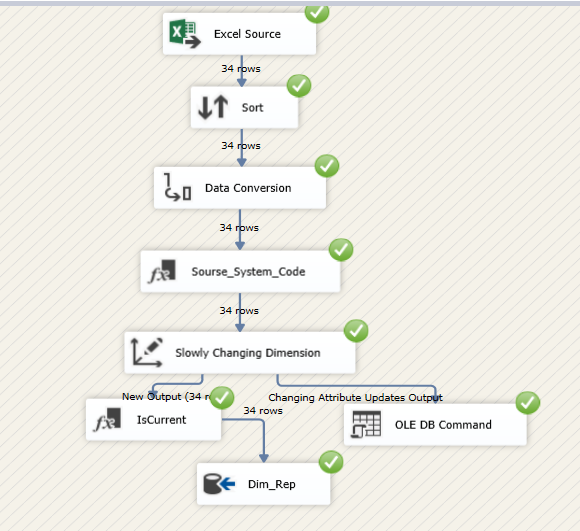 Excel Source
34 rows
Sort
34 rows
Data Conversion
34 rows
Sourse_System_Code
34 rows
Slowly Changing Dimension
New Output (34 r
Changing Attribute Updates Output
IsCurrent
34 rows
OLE DB Command
Dim_Rep